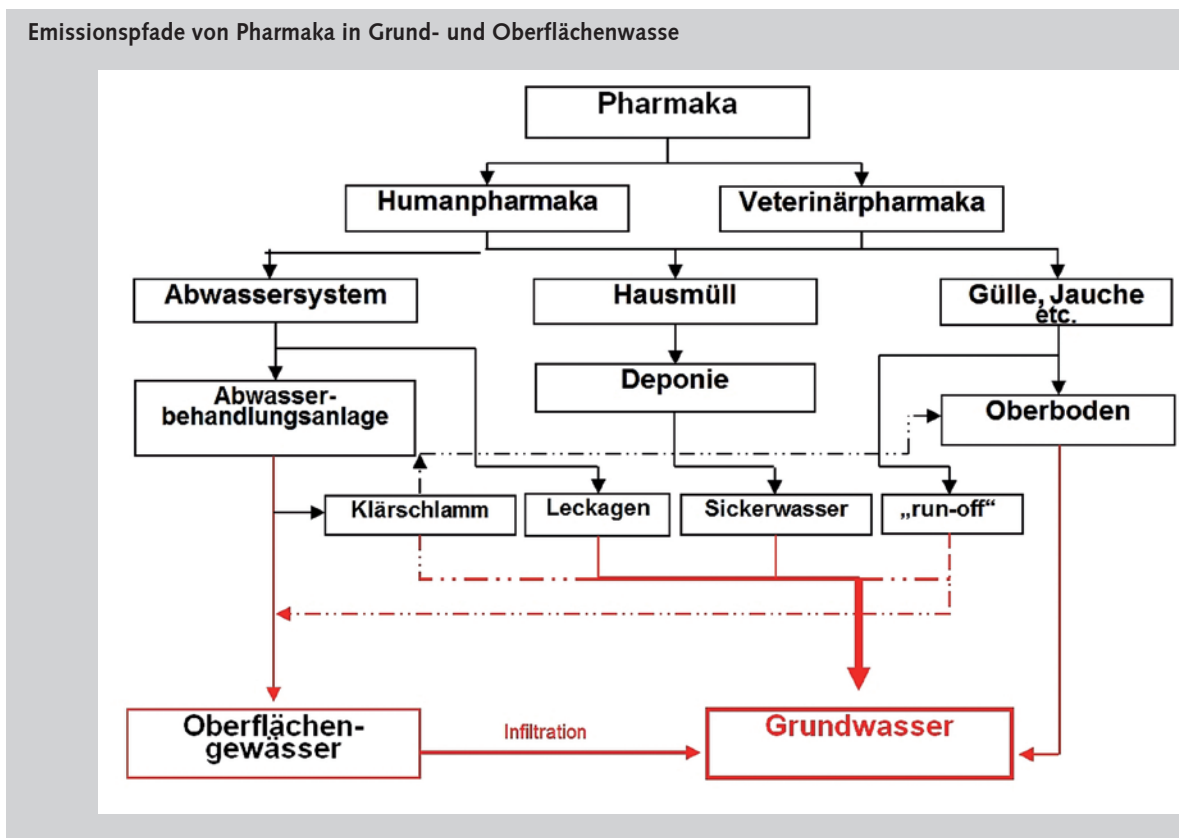 Emissionspfade von Pharmaka in Grund- und Oberflächenwasse
Pharmaka
Humanpharmaka
Veterinärpharmaka
Abwassersystem
Hausmüll
Gülle, Jauche
etc.
Abwasser-
behandlungsanlage
Deponie
Oberboden
Klärschlamm
Leckagen
Sickerwasser
„run-off“
Oberflächen-
gewässer
Infiltration
Grundwasser